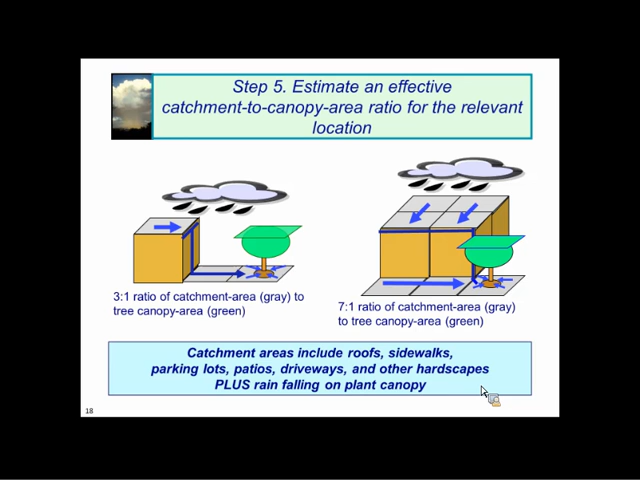 Step 5. Estimate an effective
catchment-to-canopy-area ratio for the relevant
location
3:1 ratio of catchment-area (gray) to
tree canopy-area (green)
7:1 ratio of catchment-area (gray)
to tree canopy-area (green)
Catchment areas include roofs, sidewalks,
parking lots, patios, driveways, and other hardscapes
PLUS rain falling on plant canopy
18